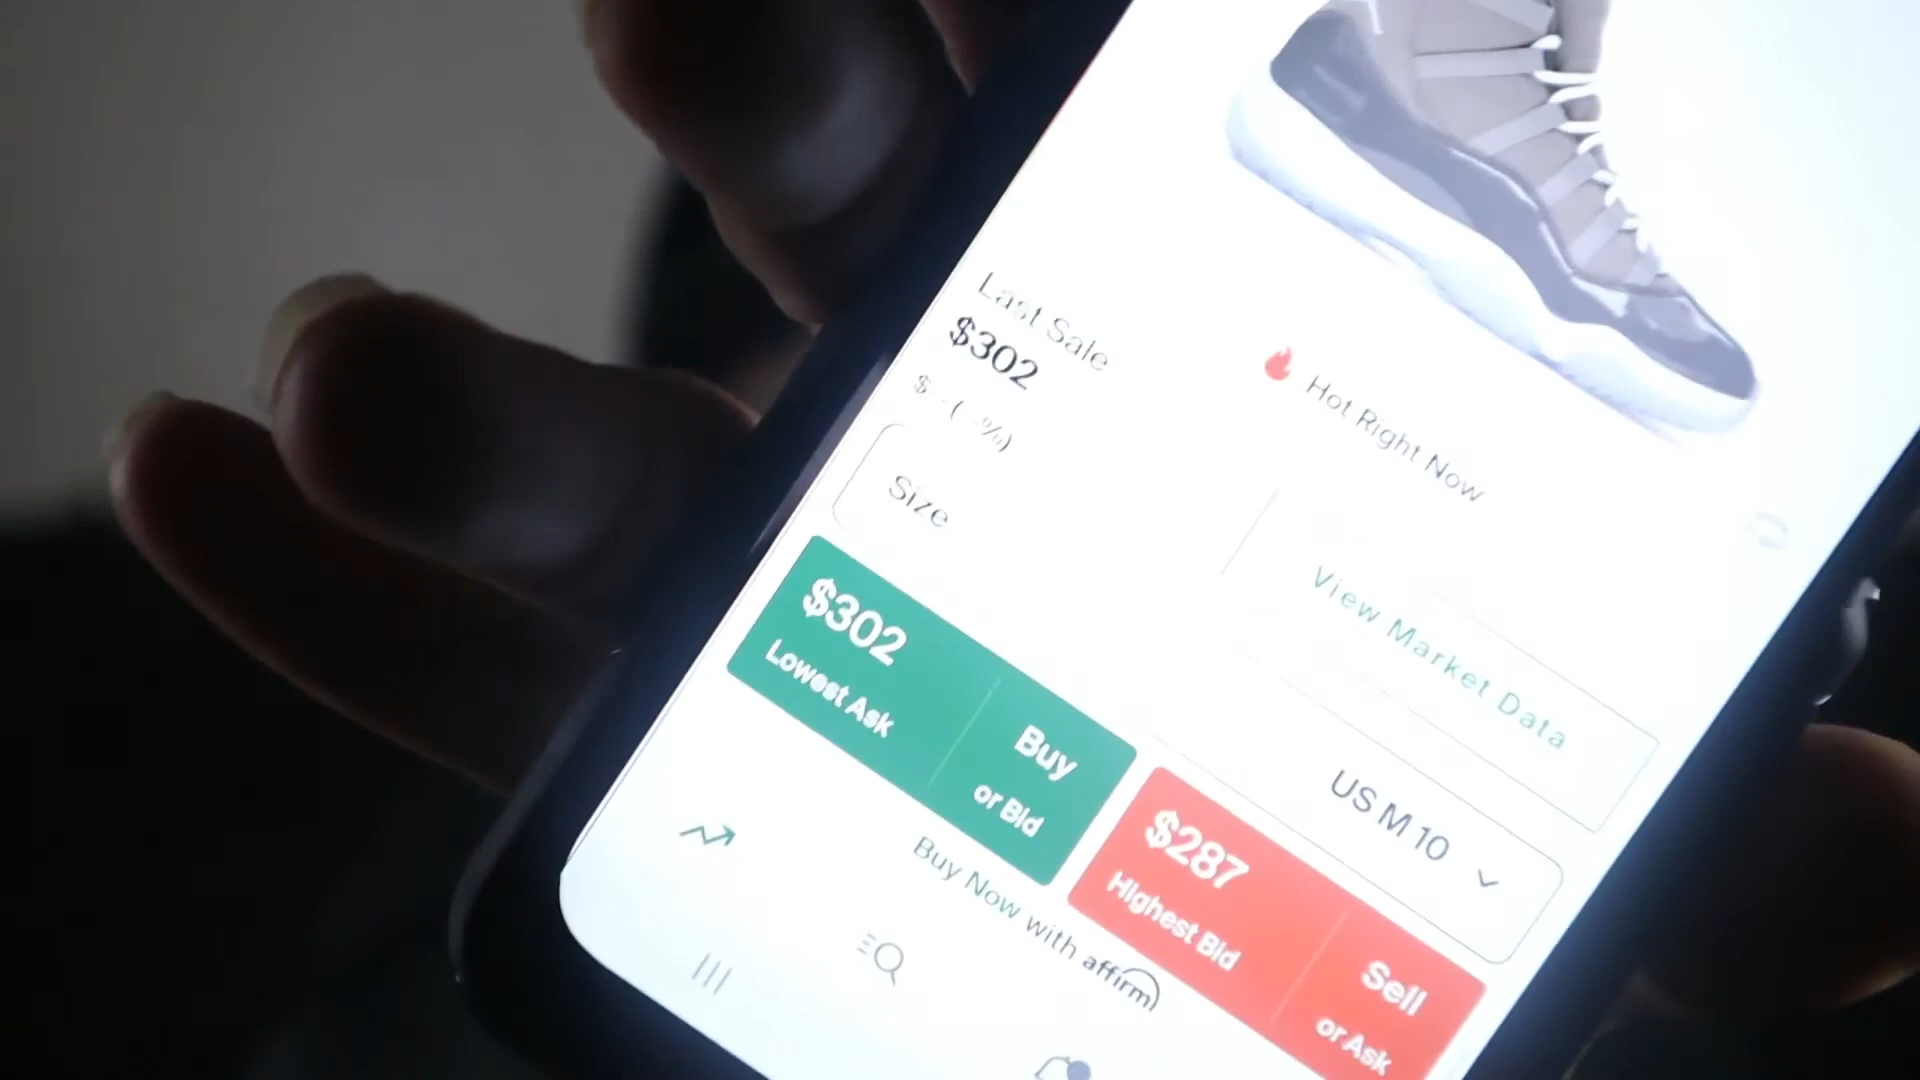 Last Sale
$302
$-- (--%)
Hot Right Now
View Market Data
Size
US M 10
$302
Lowest Ask
Buy
or Bid
$287
Highest Bid
Sell
or Ask
Buy Now with affirm